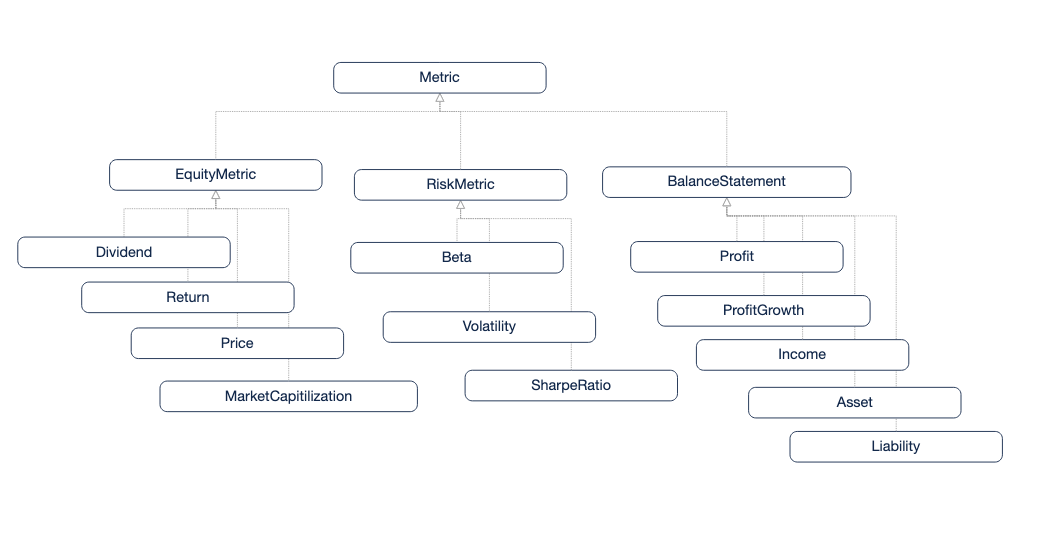 Metric
EquityMetric
RiskMetric
BalanceStatement
Dividend
Return
Price
MarketCapitilization
Beta
Volatility
SharpeRatio
Profit
ProfitGrowth
Income
Asset
Liability